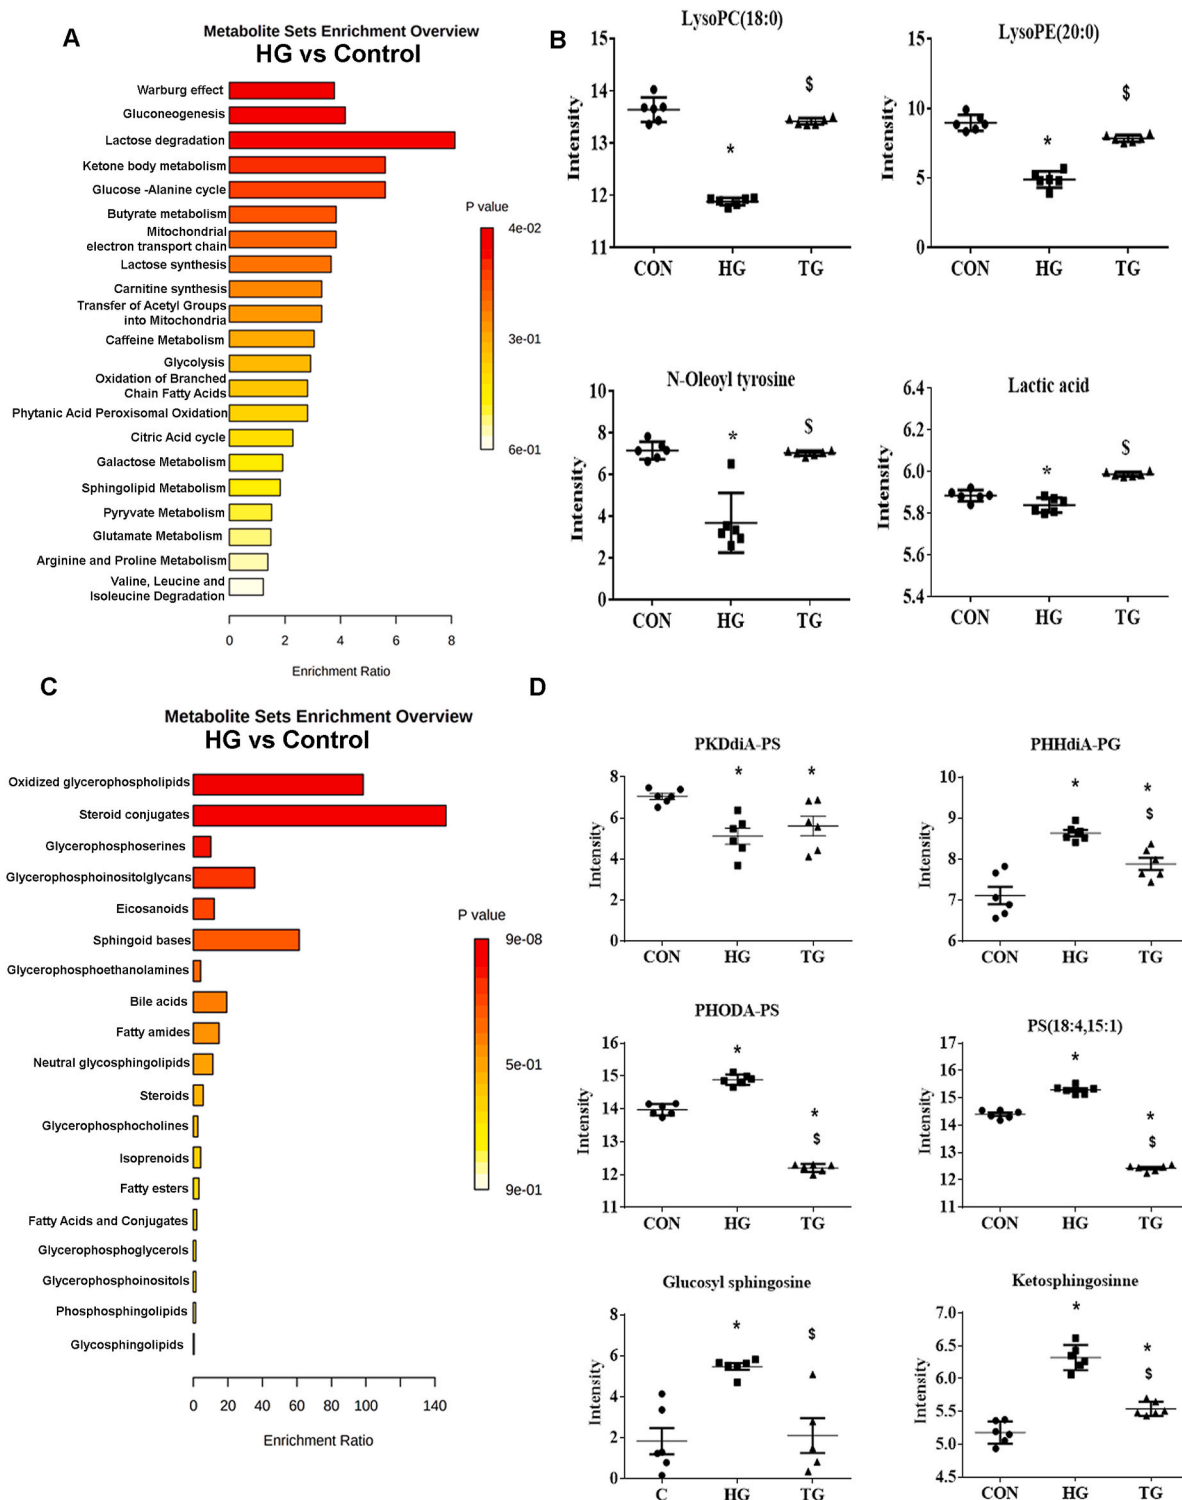 A
Metabolite Sets Enrichment Overview
HG vs Control
Warburg effect
Gluconeogenesis
Lactose degradation
Ketone body metabolism
Glucose -Alanine cycle
Butyrate metabolism
Mitochondrial
electron transport chain
Lactose synthesis
Carnitine synthesis
Transfer of Acetyl Groups
into Mitochondria
Caffeine Metabolism
Glycolysis
Oxidation of Branched
Chain Fatty Acids
Phytanic Acid Peroxisomal Oxidation
Citric Acid cycle
Galactose Metabolism
Sphingolipid Metabolism
Pyryvate Metabolism
Glutamate Metabolism
Arginine and Proline Metabolism
Valine, Leucine and
Isoleucine Degradation
0 2 4 6 8
Enrichment Ratio
P value
4e-02
3e-01
6e-01
B
LysoPC(18:0)
Intensity
15
14
13
12
11
*
$
CON HG TG
LysoPE(20:0)
Intensity
15
10
5
0
*
$
CON HG TG
N-Oleoyl tyrosine
Intensity
10
8
6
4
2
0
*
$
CON HG TG
Lactic acid
Intensity
6.4
6.2
6.0
5.8
5.6
5.4
*
$
CON HG TG
C
Metabolite Sets Enrichment Overview
HG vs Control
Oxidized glycerophospholipids
Steroid conjugates
Glycerophosphoserines
Glycerophosphoinositolglycans
Eicosanoids
Sphingoid bases
Glycerophosphoethanolamines
Bile acids
Fatty amides
Neutral glycosphingolipids
Steroids
Glycerophosphocholines
Isoprenoids
Fatty esters
Fatty Acids and Conjugates
Glycerophosphoglycerols
Glycerophosphoinositols
Phosphosphingolipids
Glycosphingolipids
0 20 40 60 80 100 140
Enrichment Ratio
P value
9e-08
5e-01
9e-01
D
PKDdiA-PS
Intensity
8
6
4
2
0
*
*
CON HG TG
PHHdiA-PG
Intensity
10
9
8
7
6
*
*
$
CON HG TG
PHODA-PS
Intensity
16
15
14
13
12
11
*
*
$
CON HG TG
PS(18:4,15:1)
Intensity
17
16
15
14
13
12
11
*
*
$
CON HG TG
Glucosyl sphingosine
Intensity
8
6
4
2
0
*
$
C HG TG
Ketosphingosinne
Intensity
7.0
6.5
6.0
5.5
5.0
4.5
*
*
$
CON HG TG